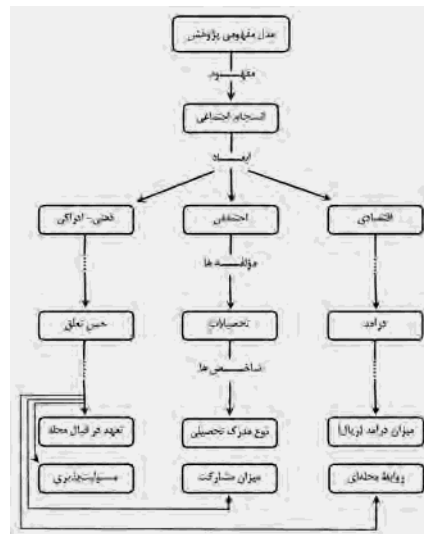 مدل مفهومی پژوهش
مفهوم
انسجام اجتماعی
ابعاد
اقتصادی
اجتماعی
ذهنی - ادراکی
مؤلفه ها
درآمد
تحصیلات
حس تعلق
شاخص ها
میزان درآمد (ریال)
نوع مدرک تحصیلی
تعهد در قبال محله
روابط محله‌ای
میزان مشارکت
مسئولیت‌پذیری